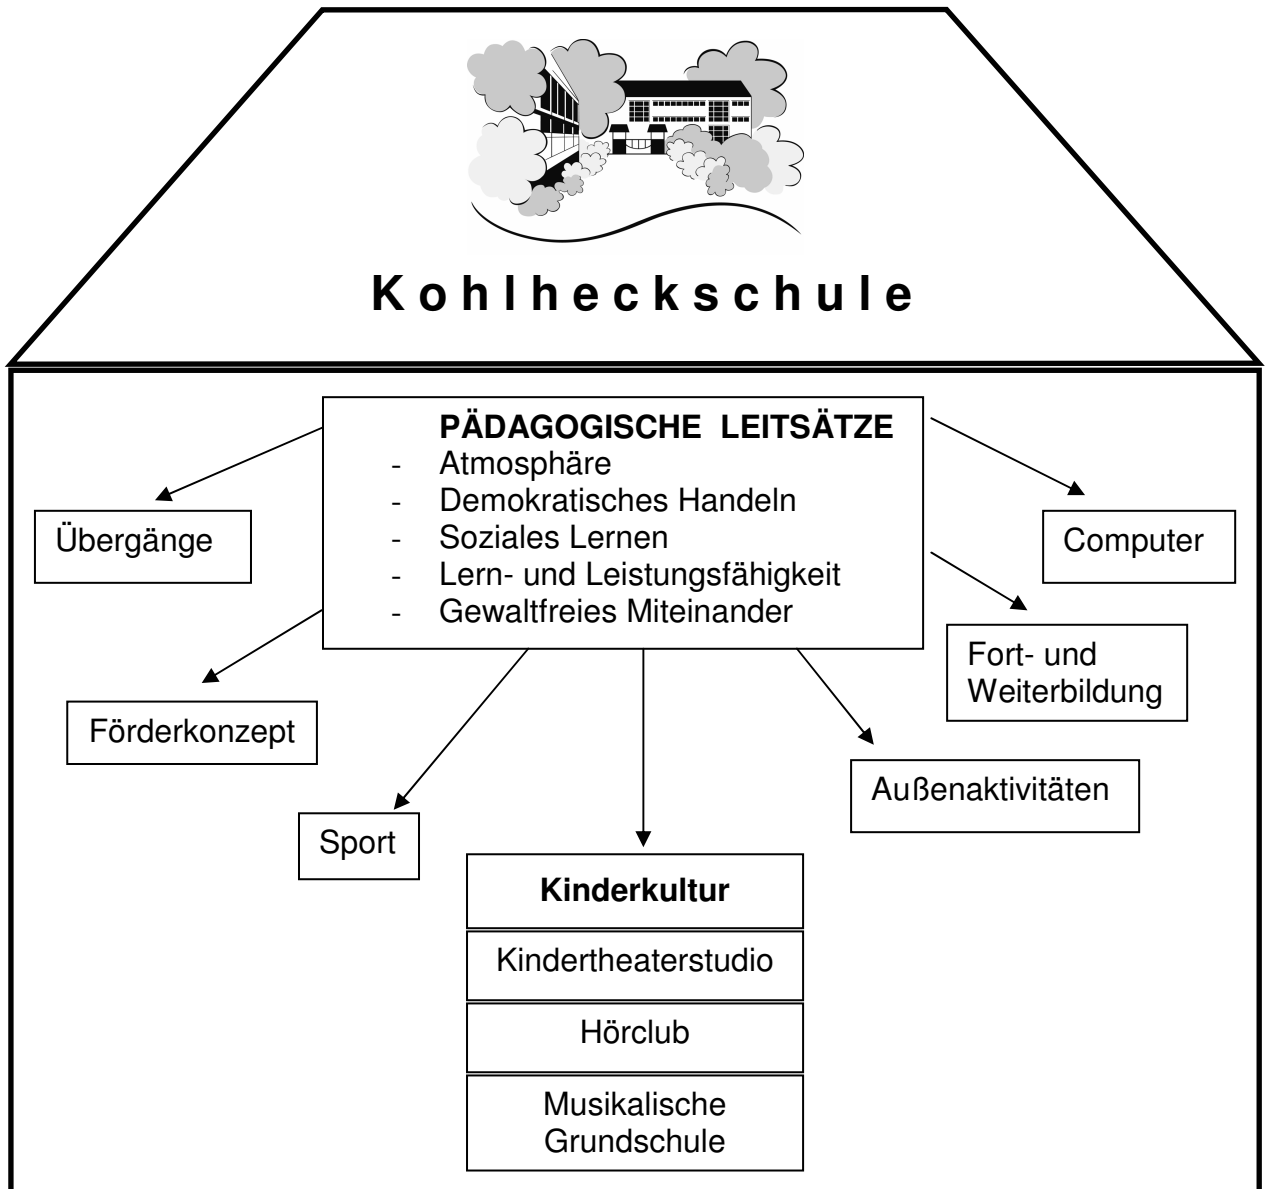 Kohlheckschule
PÄDAGOGISCHE LEITSÄTZE
- Atmosphäre
- Demokratisches Handeln
- Soziales Lernen
- Lern- und Leistungsfähigkeit
- Gewaltfreies Miteinander
Übergänge
Computer
Fort- und
Weiterbildung
Förderkonzept
Außenaktivitäten
Sport
Kinderkultur
Kindertheaterstudio
Hörclub
Musikalische
Grundschule